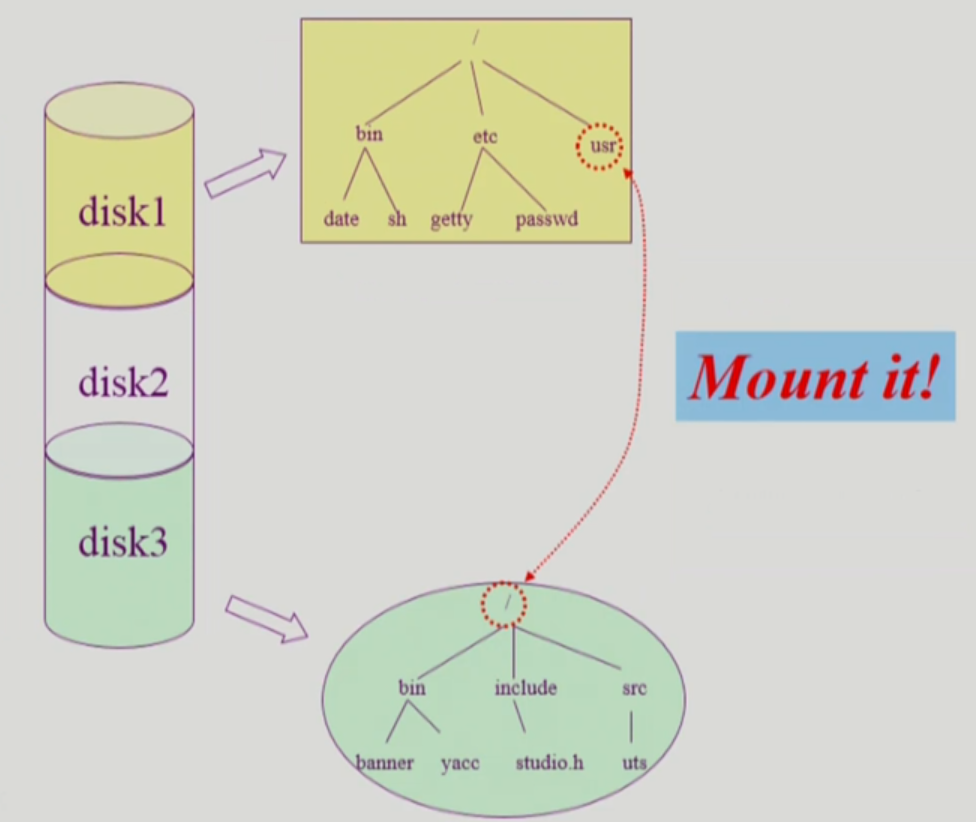 /
bin etc usr
date sh getty passwd
disk1
disk2
Mount it!
disk3
/
bin include src
banner yacc studio.h uts